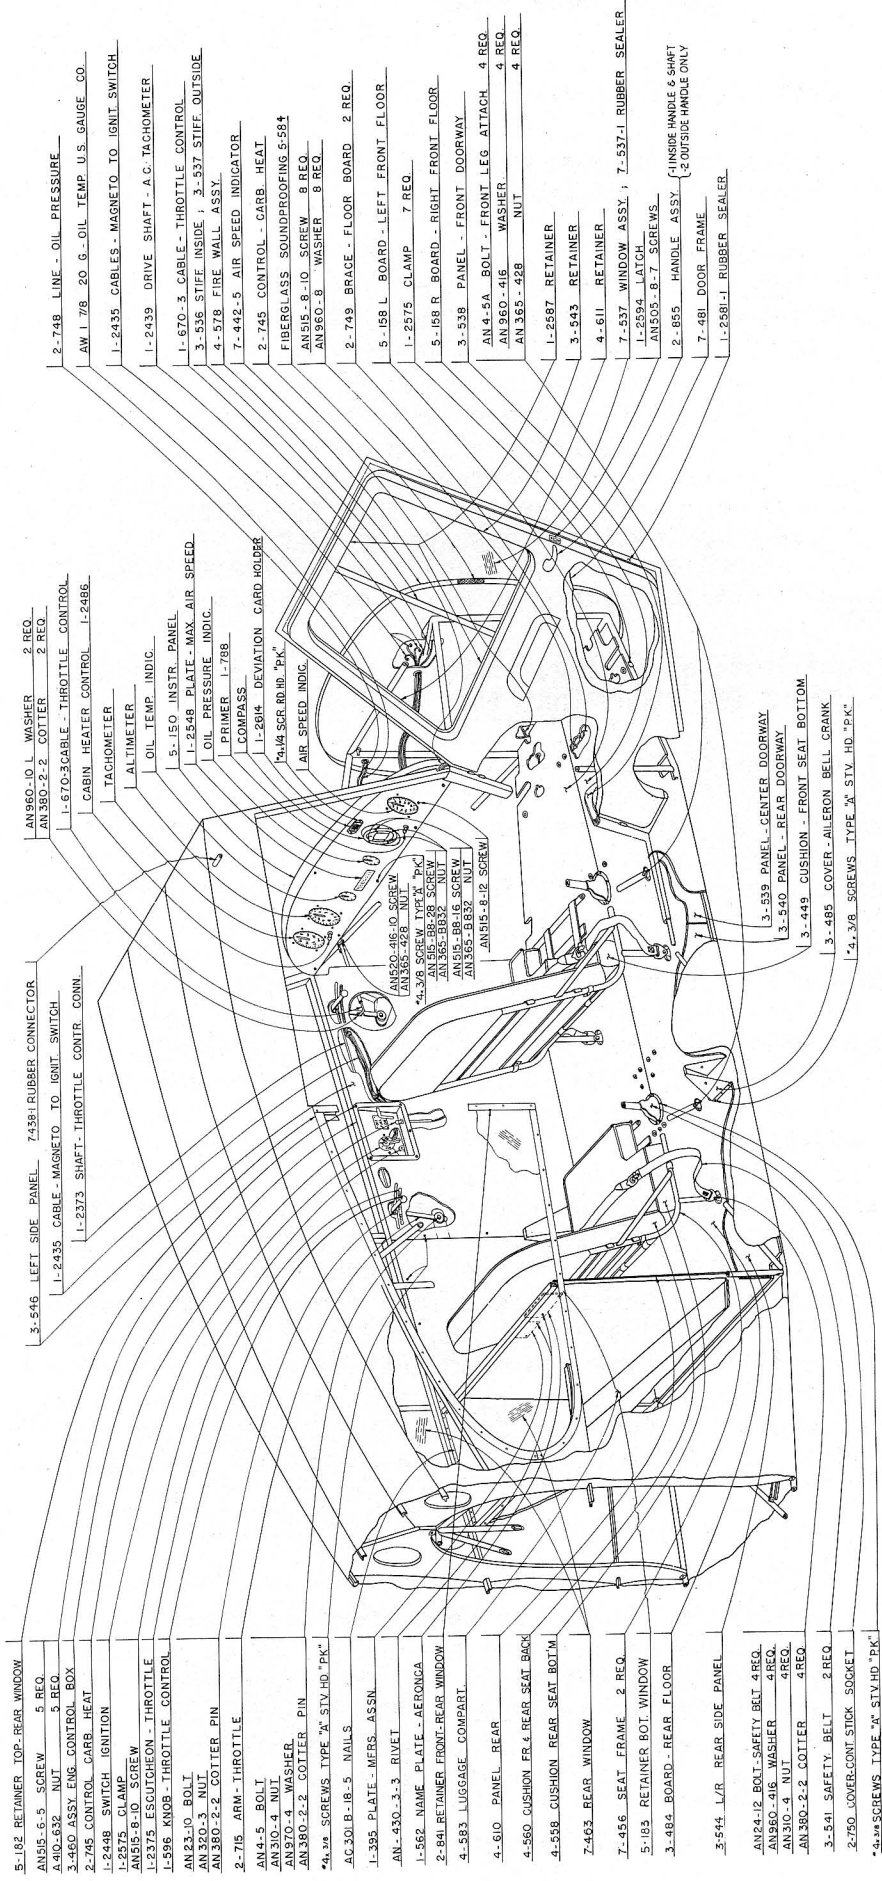 2-748 LINE - OIL PRESSURE
AW 1 7/8 20 G.- OIL TEMP. U.S. GAUGE CO.
1-2435 CABLES - MAGNETO TO IGNIT. SWITCH
1-2439 DRIVE SHAFT - A.C. TACHOMETER
1-670-3 CABLE - THROTTLE CONTROL
3-536 STIFF INSIDE ; 3-537 STIFF. OUTSIDE
4-578 FIRE WALL ASSY.
7-442-5 AIR SPEED INDICATOR
2-745 CONTROL - CARB. HEAT
FIBERGLASS SOUNDPROOFING 5-584
AN515-8-10 SCREW 8 REQ.
AN960-8 WASHER 8 REQ.
2-749 BRACE - FLOOR BOARD 2 REQ.
5-158 L BOARD - LEFT FRONT FLOOR
1-2575 CLAMP 7 REQ.
5-158 R BOARD - RIGHT FRONT FLOOR
3-538 PANEL - FRONT DOORWAY
AN4-5A BOLT - FRONT LEG ATTACH. 4 REQ.
AN960-416 WASHER 4 REQ.
AN365-428 NUT 4 REQ.
1-2587 RETAINER
3-543 RETAINER
4-611 RETAINER
7-537 WINDOW ASSY. ; 7-537-1 RUBBER SEALER
1-2594 LATCH
AN505-8-7 SCREWS
2-855 HANDLE ASSY. {-1 INSIDE HANDLE & SHAFT
-2 OUTSIDE HANDLE ONLY
7-481 DOOR FRAME
1-2581-1 RUBBER SEALER
AN960-10 L WASHER 2 REQ.
AN380-2-2 COTTER 2 REQ.
1-670-3 CABLE - THROTTLE CONTROL
CABIN HEATER CONTROL 1-2486
TACHOMETER
ALTIMETER
OIL TEMP. INDIC.
5-150 INSTR. PANEL
1-2548 PLATE - MAX. AIR SPEED
OIL PRESSURE INDIC.
PRIMER 1-788
COMPASS
1-2614 DEVIATION CARD HOLDER
*4-1/4 SCR. RD. HD. "PK"
AIR SPEED INDIC.
AN520-416-10 SCREW
AN365-428 NUT
*4-3/8 SCREW TYPE "A" "PK"
AN515-B8-28 SCREW
AN365-B832 NUT
AN515-B8-16 SCREW
AN365-B832 NUT
AN515-8-12 SCREW
3-539 PANEL - CENTER DOORWAY
3-540 PANEL - REAR DOORWAY
3-449 CUSHION - FRONT SEAT BOTTOM
3-485 COVER - AILERON BELL CRANK
*4-3/8 SCREWS TYPE "A" STV. HD. "PK"
3-546 LEFT SIDE PANEL
7-438-1 RUBBER CONNECTOR
1-2435 CABLE - MAGNETO TO IGNIT. SWITCH
1-2373 SHAFT - THROTTLE CONTR. CONN.
5-182 RETAINER TOP - REAR WINDOW
AN515-6-5 SCREW 5 REQ.
A410-632 NUT 5 REQ.
3-460 ASSY. ENG. CONTROL BOX
2-745 CONTROL CARB. HEAT
1-2448 SWITCH IGNITION
1-2575 CLAMP
AN515-8-10 SCREW
1-2375 ESCUTCHEON - THROTTLE
1-596 KNOB - THROTTLE CONTROL
AN23-10 BOLT
AN320-3 NUT
AN380-2-2 COTTER PIN
2-715 ARM - THROTTLE
AN4-5 BOLT
AN310-4 NUT
AN970-4 WASHER
AN380-2-2 COTTER PIN
*4-3/8 SCREWS TYPE "A" STV. HD. "PK"
AC301B-18-5 NAILS
1-395 PLATE - MFRS. ASSN.
AN-430-3-3 RIVET
1-562 NAME PLATE - AERONCA
2-841 RETAINER FRONT-REAR WINDOW
4-583 LUGGAGE COMPART.
4-610 PANEL REAR
4-560 CUSHION FR & REAR SEAT BACK
4-558 CUSHION REAR SEAT BOT'M
7-463 REAR WINDOW
7-456 SEAT FRAME 2 REQ.
5-183 RETAINER BOT. WINDOW
3-484 BOARD - REAR FLOOR
3-544 L/R REAR SIDE PANEL
AN24-12 BOLT - SAFETY BELT 4 REQ.
AN960-416 WASHER 4 REQ.
AN310-4 NUT 4 REQ.
AN380-2-2 COTTER 4 REQ.
3-541 SAFETY BELT 2 REQ.
2-750 COVER-CONT. STICK SOCKET
*4-3/8 SCREWS TYPE "A" STV. HD "PK"